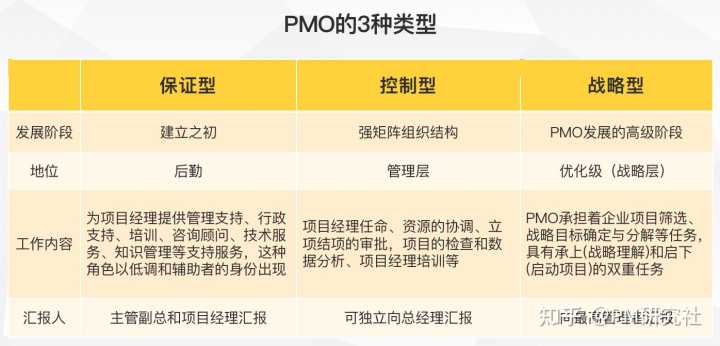 PMO的3种类型
保证型
控制型
战略型
发展阶段
建立之初
强矩阵组织结构
PMO发展的高级阶段
地位
后勤
管理层
优化级（战略层）
工作内容
为项目经理提供管理支持、行政
支持、培训、咨询顾问、技术服
务、知识管理等支持服务，这种
角色以低调和辅助者的身份出现
项目经理任命、资源的协调、立
项结项的审批，项目的检查和数
据分析、项目经理培训等
PMO承担着企业项目筛选、
战略目标确定与分解等任务，
具有承上(战略理解)和启下
(启动项目)的双重任务
汇报人
主管副总和项目经理汇报
可独立向总经理汇报
向最高管理者汇报
知乎
研究社